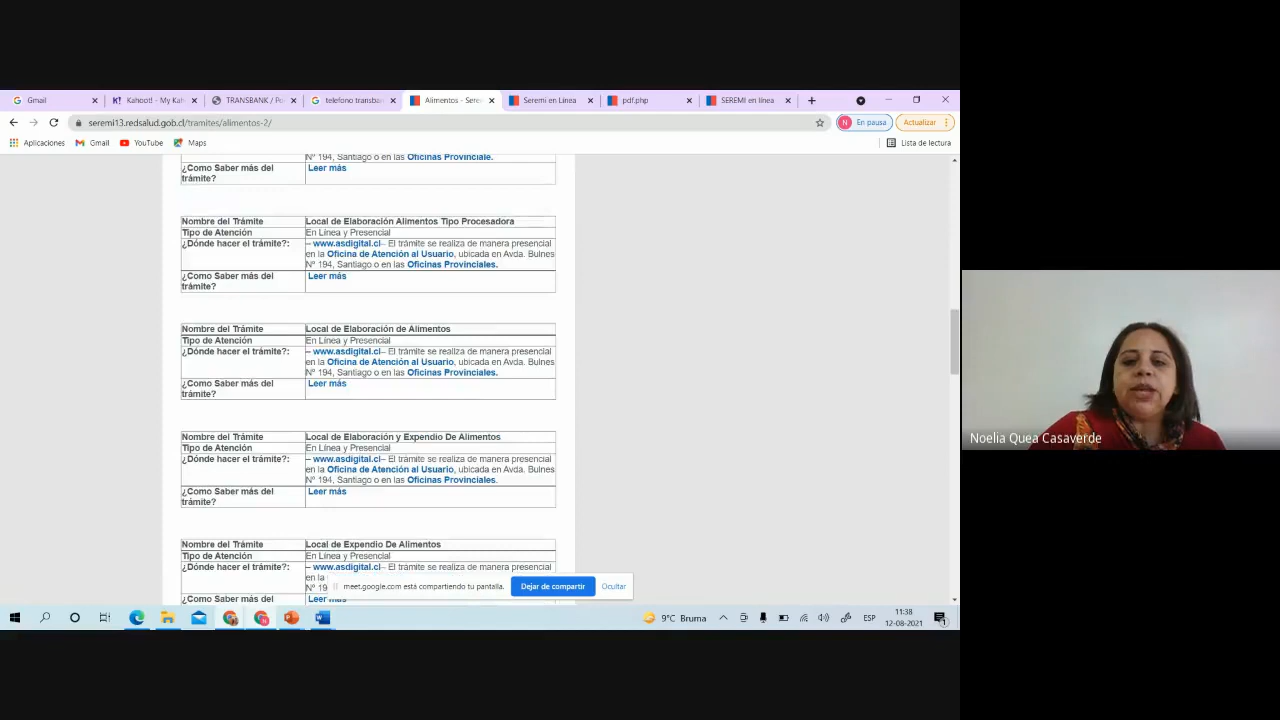 Gmail
Kahoot! - My Kah
TRANSBANK / Po
telefono transban
Alimentos - Sere
Seremi en Linea
pdf.php
SEREMI en línea
seremi13.redsalud.gob.cl/tramites/alimentos-2/
N
En pausa
Actualizar
Aplicaciones
Gmail
YouTube
Maps
Lista de lectura
Nº 194, Santiago o en las Oficinas Provinciale.
¿Como Saber más del Leer más
trámite?
Nombre del Trámite Local de Elaboración Alimentos Tipo Procesadora
Tipo de Atención En Línea y Presencial
¿Dónde hacer el trámite?: – www.asdigital.cl– El trámite se realiza de manera presencial
en la Oficina de Atención al Usuario, ubicada en Avda. Bulnes
Nº 194, Santiago o en las Oficinas Provinciales.
¿Como Saber más del Leer más
trámite?
Nombre del Trámite Local de Elaboración de Alimentos
Tipo de Atención En Línea y Presencial
¿Dónde hacer el trámite?: – www.asdigital.cl– El trámite se realiza de manera presencial
en la Oficina de Atención al Usuario, ubicada en Avda. Bulnes
Nº 194, Santiago o en las Oficinas Provinciales.
¿Como Saber más del Leer más
trámite?
Nombre del Trámite Local de Elaboración y Expendio De Alimentos
Tipo de Atención En Línea y Presencial
¿Dónde hacer el trámite?: – www.asdigital.cl– El trámite se realiza de manera presencial
en la Oficina de Atención al Usuario, ubicada en Avda. Bulnes
Nº 194, Santiago o en las Oficinas Provinciales.
¿Como Saber más del Leer más
trámite?
Nombre del Trámite Local de Expendio De Alimentos
Tipo de Atención En Línea y Presencial
¿Dónde hacer el trámite?: – www.asdigital.cl– El trámite se realiza de manera presencial
en la
Nº 19
¿Como Saber más del Leer más
meet.google.com está compartiendo tu pantalla.
Dejar de compartir
Ocultar
Noelia Quea Casaverde
9°C Bruma
ESP
11:38
12-08-2021
1